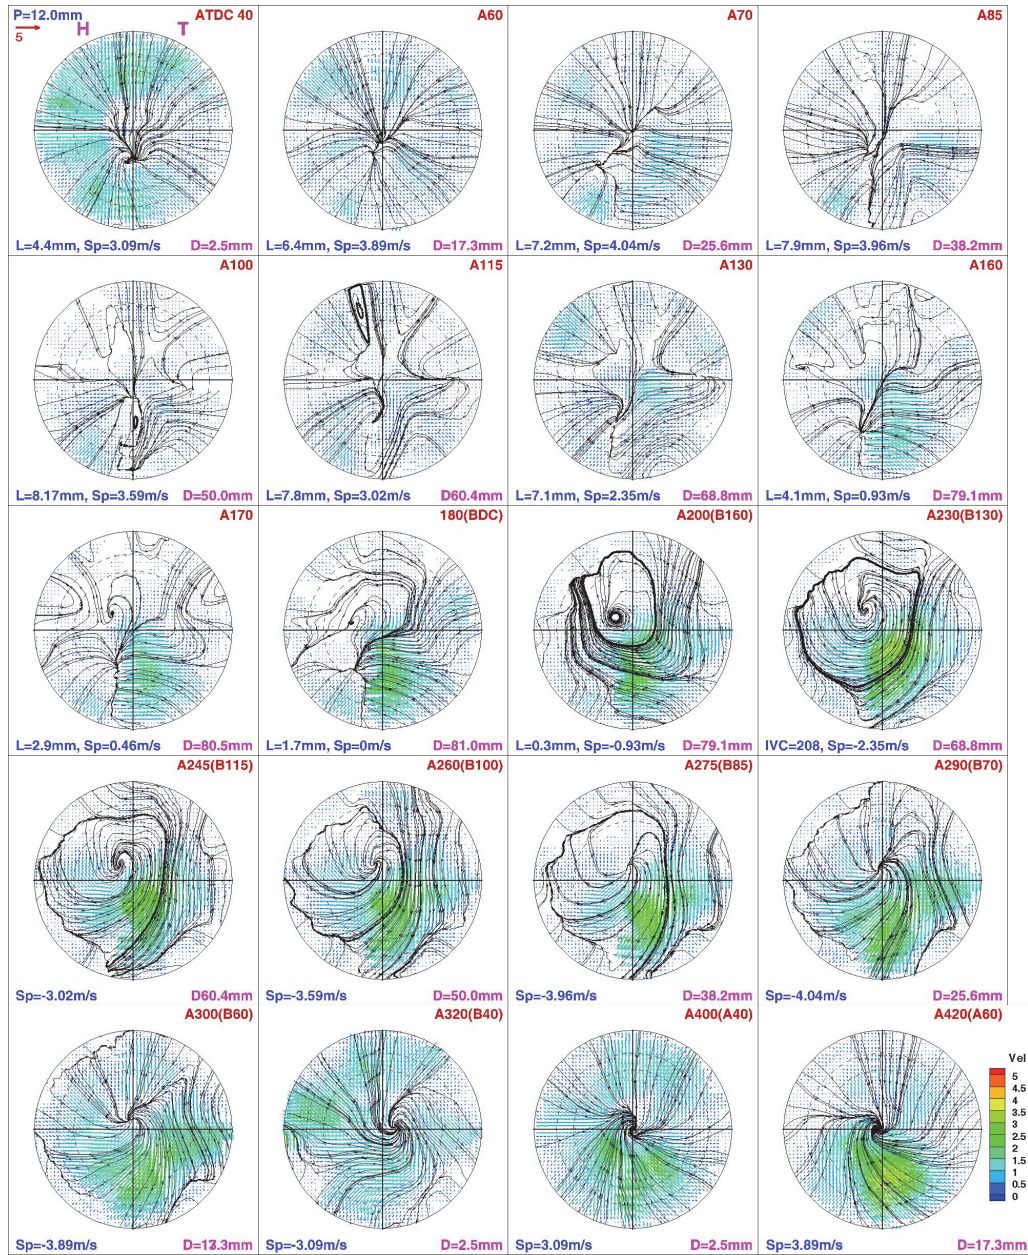 P=12.0mm
ATDC 40
A60
A70
A85
5
H
T
L=4.4mm, Sp=3.09m/s
D=2.5mm
L=6.4mm, Sp=3.89m/s
D=17.3mm
L=7.2mm, Sp=4.04m/s
D=25.6mm
L=7.9mm, Sp=3.96m/s
D=38.2mm
A100
A115
A130
A160
L=8.17mm, Sp=3.59m/s
D=50.0mm
L=7.8mm, Sp=3.02m/s
D60.4mm
L=7.1mm, Sp=2.35m/s
D=68.8mm
L=4.1mm, Sp=0.93m/s
D=79.1mm
A170
180(BDC)
A200(B160)
A230(B130)
L=2.9mm, Sp=0.46m/s
D=80.5mm
L=1.7mm, Sp=0m/s
D=81.0mm
L=0.3mm, Sp=-0.93m/s
D=79.1mm
IVC=208, Sp=-2.35m/s
D=68.8mm
A245(B115)
A260(B100)
A275(B85)
A290(B70)
Sp=-3.02m/s
D60.4mm
Sp=-3.59m/s
D=50.0mm
Sp=-3.96m/s
D=38.2mm
Sp=-4.04m/s
D=25.6mm
A300(B60)
A320(B40)
A400(A40)
A420(A60)
Vel
5
4.5
4
3.5
3
2.5
2
1.5
1
0.5
0
Sp=-3.89m/s
Sp=-3.09m/s
D=2.5mm
Sp=3.09m/s
D=2.5mm
Sp=3.89m/s
D=17.3mm